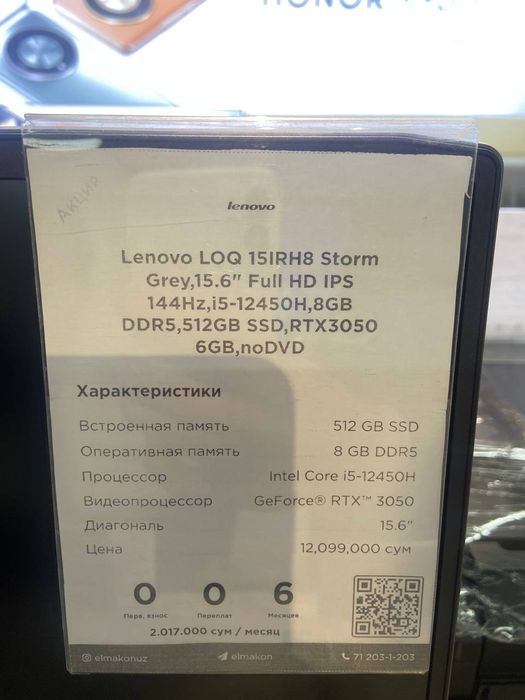 HONOR
АКЦИЯ
lenovo
Lenovo LOQ 15IRH8 Storm
Grey,15.6" Full HD IPS
144Hz,i5-12450H,8GB
DDR5,512GB SSD,RTX3050
6GB,noDVD
Характеристики
Встроенная память 512 GB SSD
Оперативная память 8 GB DDR5
Процессор Intel Core i5-12450H
Видеопроцессор GeForce® RTX™ 3050
Диагональ 15.6"
Цена 12,099,000 сум
0 0 6
Перв. взнос Переплат Месяцев
2.017.000 сум / месяц
elmakonuz elmakon 71 203-1-203